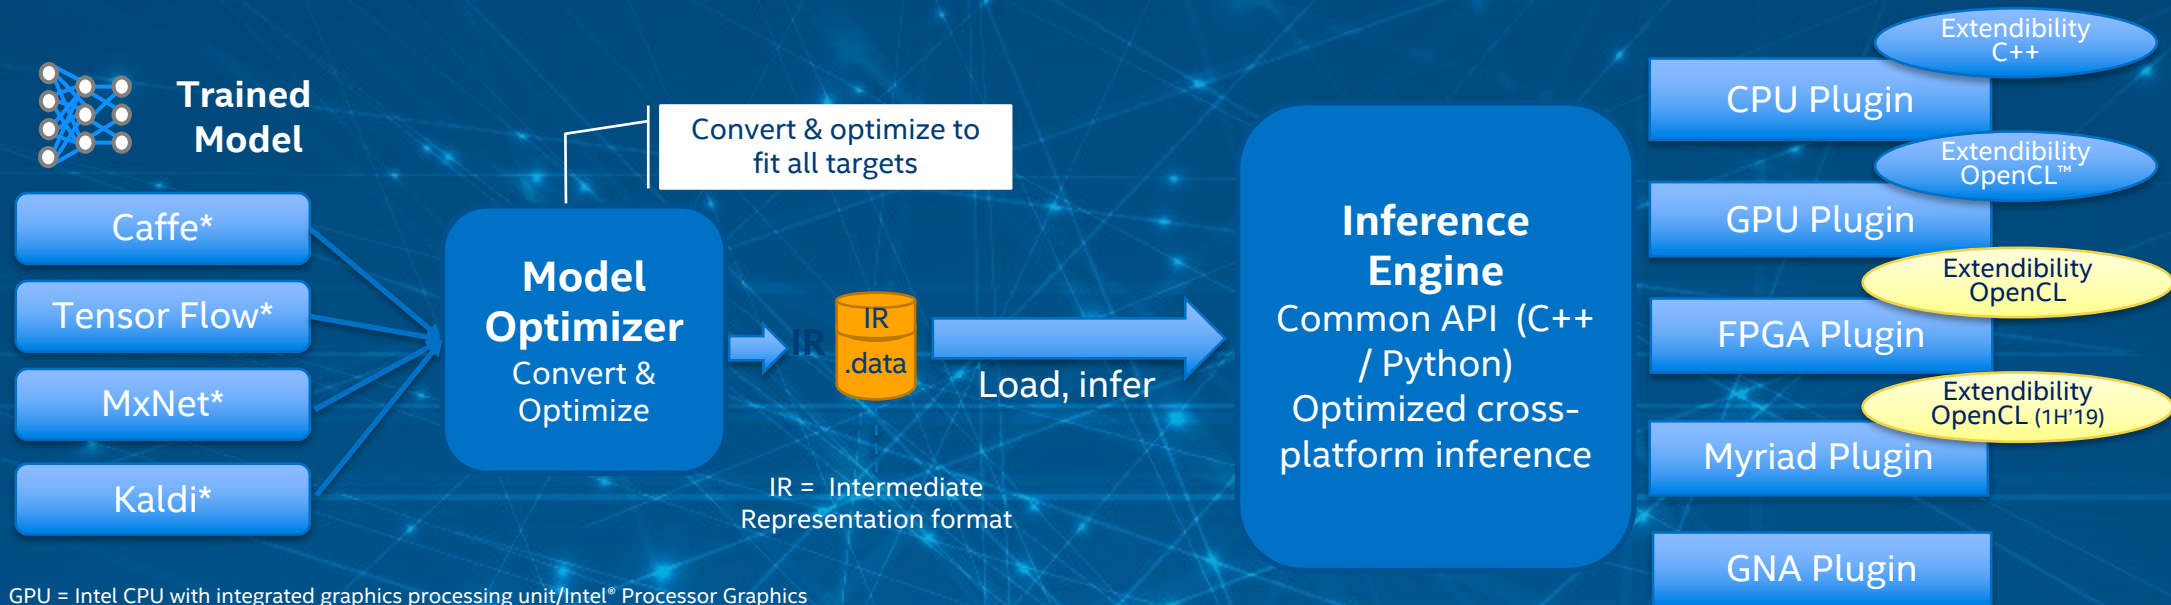 Trained
Model
Caffe*
Tensor Flow*
MxNet*
Kaldi*
Convert & optimize to
fit all targets
Model
Optimizer
Convert &
Optimize
IR
IR
.data
IR = Intermediate
Representation format
Load, infer
Inference
Engine
Common API (C++
/ Python)
Optimized cross-
platform inference
Extendibility
C++
CPU Plugin
Extendibility
OpenCL™
GPU Plugin
Extendibility
OpenCL
FPGA Plugin
Extendibility
OpenCL (1H'19)
Myriad Plugin
GNA Plugin
GPU = Intel CPU with integrated graphics processing unit/Intel® Processor Graphics